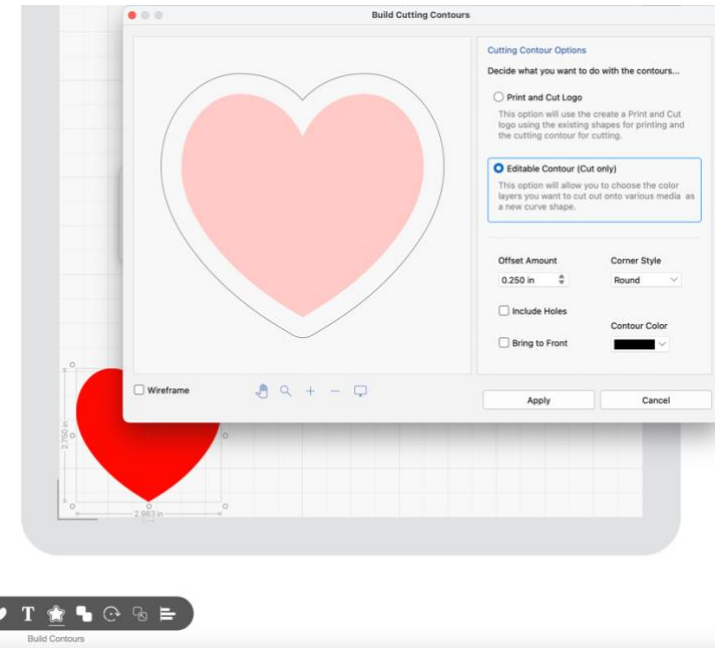 Build Cutting Contours
Cutting Contour Options
Decide what you want to do with the contours...
Print and Cut Logo
This option will use the create a Print and Cut
logo using the existing shapes for printing and
the cutting contour for cutting.
Editable Contour (Cut only)
This option will allow you to choose the color
layers you want to cut out onto various media as
a new curve shape.
Offset Amount
Corner Style
0.250 in
Round
Include Holes
Contour Color
Bring to Front
Wireframe
Apply
Cancel
2.750 in
2.983 in
T
Build Contours